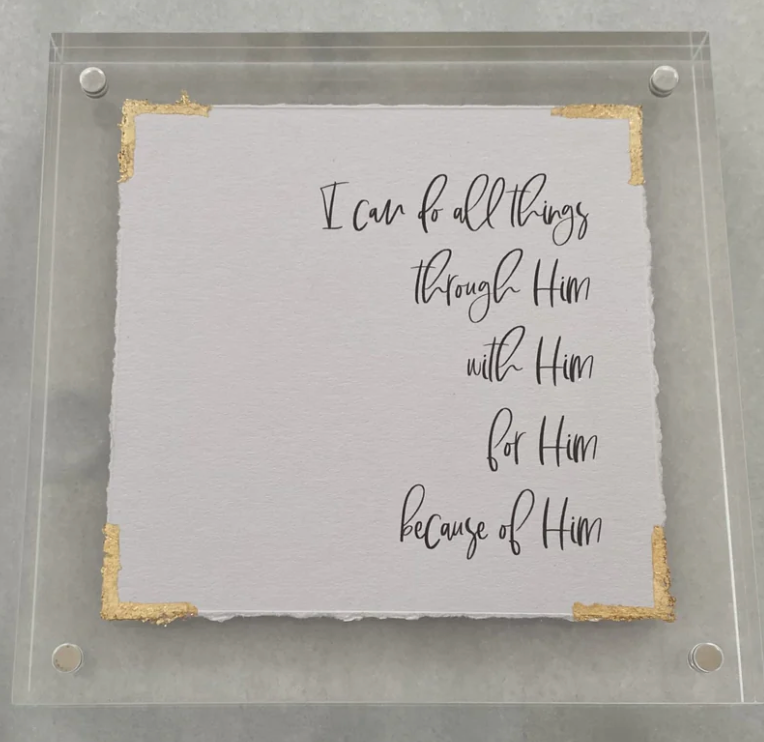 I can do all things
through Him
with Him
for Him
because of Him